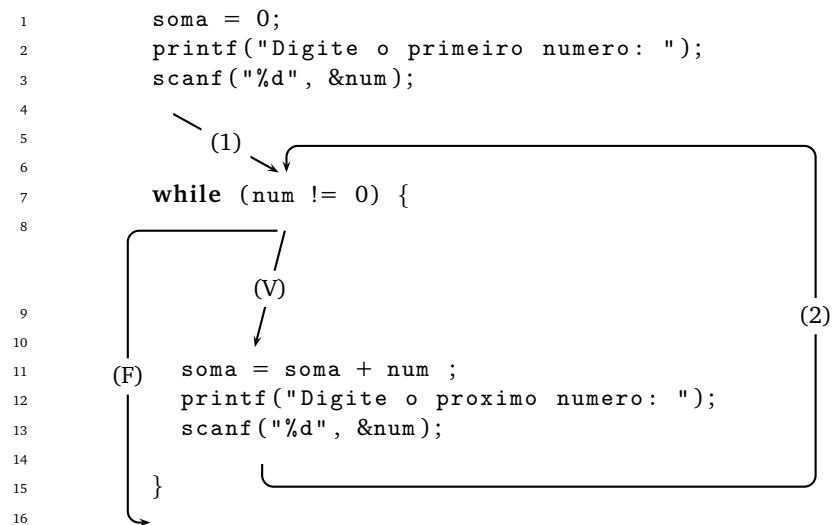 1 soma = 0;
2 printf("Digite o primeiro numero: ");
3 scanf("%d", &num);
4
5 (1)
6
7 while (num != 0) {
8
(V)
9 (2)
10
11 (F) soma = soma + num ;
12 printf("Digite o proximo numero: ");
13 scanf("%d", &num);
14
15 }
16